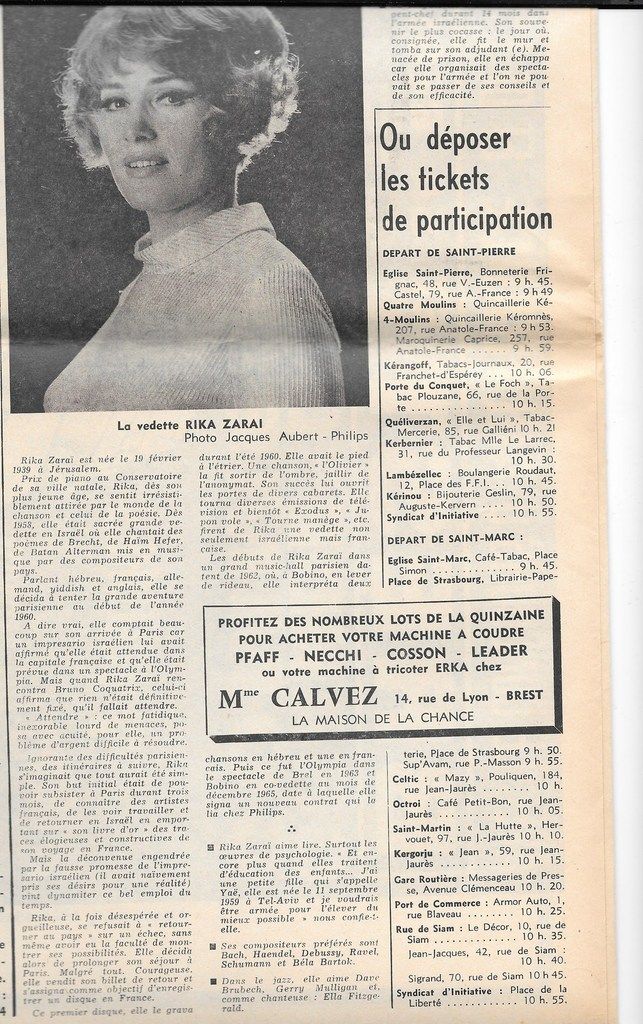 gent-chef durant 14 mois dans
l'armée israélienne. Son souve-
nir le plus cocasse : le jour où,
consignée, elle fit le mur et
tomba sur son adjudant (e). Me-
nacée de prison, elle en échappa
car elle organisait des specta-
cles pour l'armée et l'on ne pou-
vait se passer de ses conseils et
de son efficacité.
La vedette RIKA ZARAI
Photo Jacques Aubert - Philips
Rika Zarai est née le 19 février
1939 à Jérusalem.
Prix de piano au Conservatoire
de sa ville natale, Rika, dès son
plus jeune âge, se sentit irrésisti-
blement attirée par le monde de la
chanson et celui de la poésie. Dès
1958, elle était sacrée grande ve-
dette en Israël où elle chantait des
poèmes de Brecht, de Haïm Hefer,
de Batan Alterman mis en musi-
que par des compositeurs de son
pays.
Parlant hébreu, français, alle-
mand, yiddish et anglais, elle se
décida à tenter la grande aventure
parisienne au début de l'année
1960.
A dire vrai, elle comptait beau-
coup sur son arrivée à Paris car
un impresario israélien lui avait
affirmé qu'elle était attendue dans
la capitale française et qu'elle était
prévue dans un spectacle à l'Olym-
pia. Mais quand Rika Zarai ren-
contra Bruno Coquatrix, celui-ci
affirma que rien n'était définitive-
ment fixé, qu'il fallait attendre.
« Attendre » : ce mot fatidique,
inexorable lourd de menaces, po-
sa avec acuité, pour elle, un pro-
blème d'argent difficile à résoudre.
Ignorante des difficultés parisien-
nes, des itinéraires à suivre, Rika
s'imaginait que tout aurait été sim-
ple. Son but initial était de pou-
voir subsister à Paris durant trois
mois, de connaître des artistes
français, de les voir travailler et
de retourner en Israël en empor-
tant sur « son livre d'or » des tra-
ces élogieuses et constructives de
son voyage en France.
Mais la déconvenue engendrée
par la fausse promesse de l'impre-
sario israélien (il avait naïvement
pris ses désirs pour une réalité)
vint dynamiter ce bel emploi du
temps.
Rika, à la fois désespérée et or-
gueilleuse, se refusait à « retour-
ner au pays » sur un échec, sans
même avoir eu la faculté de mon-
trer ses possibilités. Elle décida
alors de prolonger son séjour à
Paris. Malgré tout. Courageuse,
elle vendit son billet de retour et
s'assigna comme objectif d'enregis-
trer un disque en France.
Ce premier disque, elle le grava
durant l'été 1960. Elle avait le pied
à l'étrier. Une chanson, « l'Olivier »
la fit sortir de l'ombre, jaillir de
l'anonymat. Son succès lui ouvrit
les portes de divers cabarets. Elle
tourna diverses émissions de télé-
vision et bientôt « Exodus », « Ju-
pon vole », « Tourne manège », etc.
firent de Rika une vedette non
seulement israélienne mais fran-
çaise.
Les débuts de Rika Zarai dans
un grand music-hall parisien da-
tent de 1962, où, à Bobino, en lever
de rideau, elle interpréta deux
chansons en hébreu et une en fran-
çais. Puis ce fut l'Olympia dans
le spectacle de Brel en 1963 et
Bobino en co-vedette au mois de
décembre 1965, date à laquelle elle
signa un nouveau contrat qui la
lia chez Philips.
Rika Zarai aime lire. Surtout les
œuvres de psychologie. « Et en-
core plus quand elles traitent
d'éducation des enfants... J'ai
une petite fille qui s'appelle
Yaë, elle est née le 11 septembre
1959 à Tel-Aviv et je voudrais
être armée pour l'élever du
mieux possible » nous confie-t-
elle.
Ses compositeurs préférés sont
Bach, Haendel, Debussy, Ravel,
Schumann et Béla Bartok.
Dans le jazz, elle aime Dave
Brubech, Gerry Mulligan et,
comme chanteuse : Ella Fitzge-
rald.
PROFITEZ DES NOMBREUX LOTS DE LA QUINZAINE
POUR ACHETER VOTRE MACHINE A COUDRE
PFAFF - NECCHI - COSSON - LEADER
ou votre machine à tricoter ERKA chez
Mme CALVEZ 14, rue de Lyon - BREST
LA MAISON DE LA CHANCE
Ou déposer
les tickets
de participation
DEPART DE SAINT-PIERRE
Eglise Saint-Pierre, Bonneterie Fri-
gnac, 48, rue V.-Euzen : 9 h. 45.
Castel, 79, rue A.-France : 9 h 49
Quatre Moulins : Quincaillerie Ké-
4-Moulins : Quincaillerie Kéromnès,
207, rue Anatole-France : 9 h 53.
Maroquinerie Caprice, 257, rue
Anatole-France ...... 9 h. 59.
Kérangoff, Tabacs-Journaux, 20, rue
Franchet-d'Espérey ... 10 h. 06.
Porte du Conquet, « Le Foch », Ta-
bac Plouzane, 66, rue de la Por-
te ................ 10 h. 15.
Quéliverzan, « Elle et Lui », Tabac-
Mercerie, 85, rue Galliéni 10 h. 21
Kerbernier : Tabac Mlle Le Larrec,
31, rue du Professeur Langevin :
10 h. 30.
Lambézellec : Boulangerie Roudaut,
12, Place des F.F.I. .. 10 h. 45.
Kérinou : Bijouterie Geslin, 79, rue
Auguste-Kervern .... 10 h. 50.
Syndicat d'Initiative .. 10 h. 55.
DEPART DE SAINT-MARC :
Eglise Saint-Marc, Café-Tabac, Place
Simon .............. 9 h. 45.
Place de Strasbourg, Librairie-Pape-
terie, Place de Strasbourg 9 h. 50.
Sup'Avam, rue P.-Masson 9 h. 55.
Celtic : « Mazy », Pouliquen, 184,
rue Jean-Jaurès ........ 10 h.
Octroi : Café Petit-Bon, rue Jean-
Jaurès .............. 10 h. 05.
Saint-Martin : « La Hutte », Her-
vouet, 97, rue J.-Jaurès 10 h. 10.
Kergorju : « Jean », 59, rue Jean-
Jaurès .............. 10 h. 15.
Gare Routière : Messageries de Pres-
se, Avenue Clémenceau 10 h. 20.
Port de Commerce : Armor Auto, 1,
rue Blaveau ........ 10 h. 25.
Rue de Siam : Le Décor, 10, rue de
Siam .............. 10 h. 35.
Jean-Jacques, 42, rue de Siam :
10 h. 40.
Sigrand, 70, rue de Siam 10 h 45.
Syndicat d'Initiative : Place de la
Liberté ............ 10 h. 55.